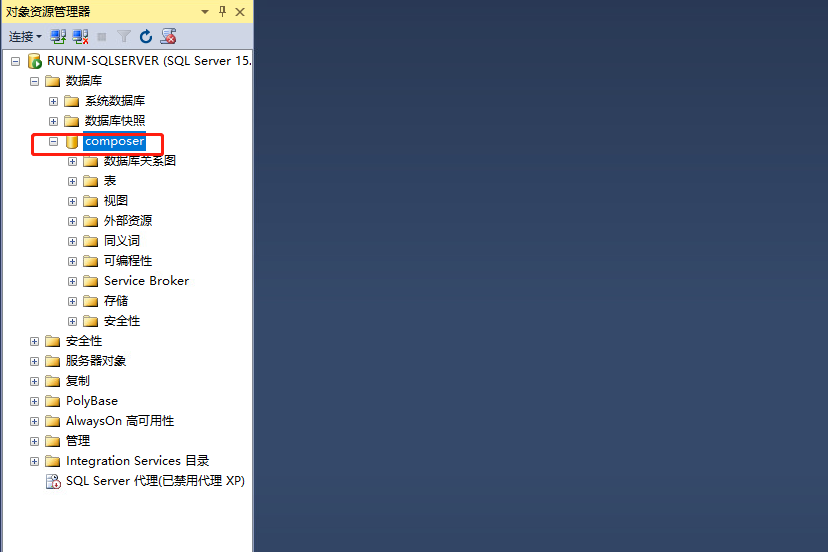 对象资源管理器
连接
RUNM-SQLSERVER (SQL Server 15.
数据库
系统数据库
数据库快照
composer
数据库关系图
表
视图
外部资源
同义词
可编程性
Service Broker
存储
安全性
安全性
服务器对象
复制
PolyBase
AlwaysOn 高可用性
管理
Integration Services 目录
SQL Server 代理(已禁用代理 XP)